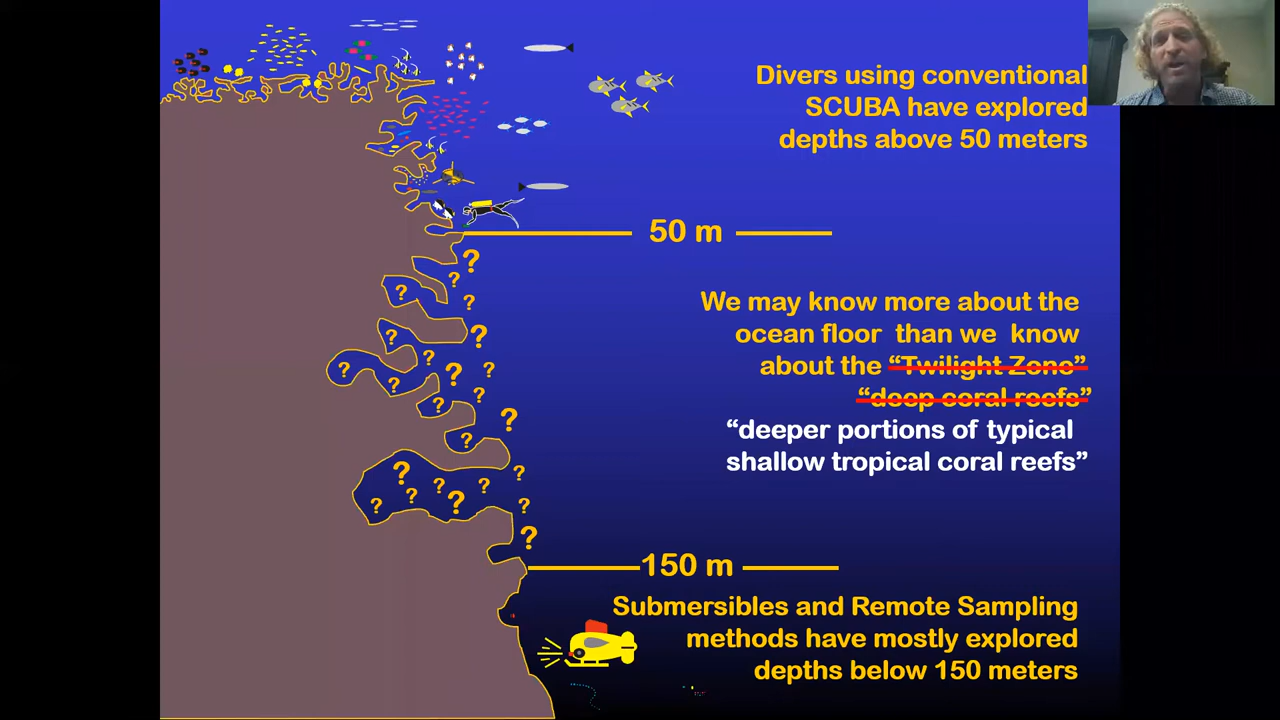 Divers using conventional
SCUBA have explored
depths above 50 meters
50 m
? ? ? ? ? ? ? ? ? ? ? ? ? ? ? ? ? ? ? ? ? ? ? ? ? ? ?
We may know more about the
ocean floor than we know
about the “Twilight Zone”
“deep coral reefs”
“deeper portions of typical
shallow tropical coral reefs”
150 m
Submersibles and Remote Sampling
methods have mostly explored
depths below 150 meters